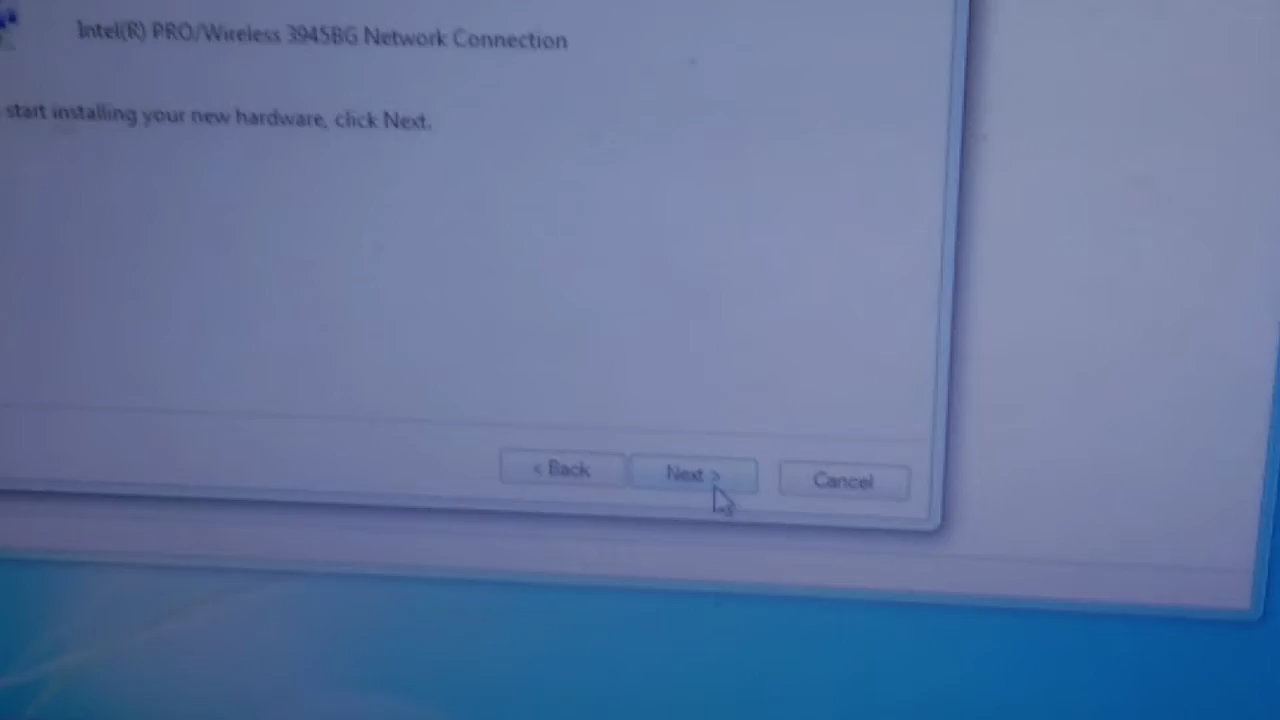 Intel(R) PRO/Wireless 3945BG Network Connection
start installing your new hardware, click Next.
< Back
Next >
Cancel